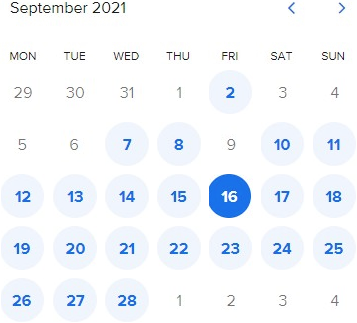 September 2021
MON TUE WED THU FRI SAT SUN
29 30 31 1 2 3 4
5 6 7 8 9 10 11
12 13 14 15 16 17 18
19 20 21 22 23 24 25
26 27 28 1 2 3 4